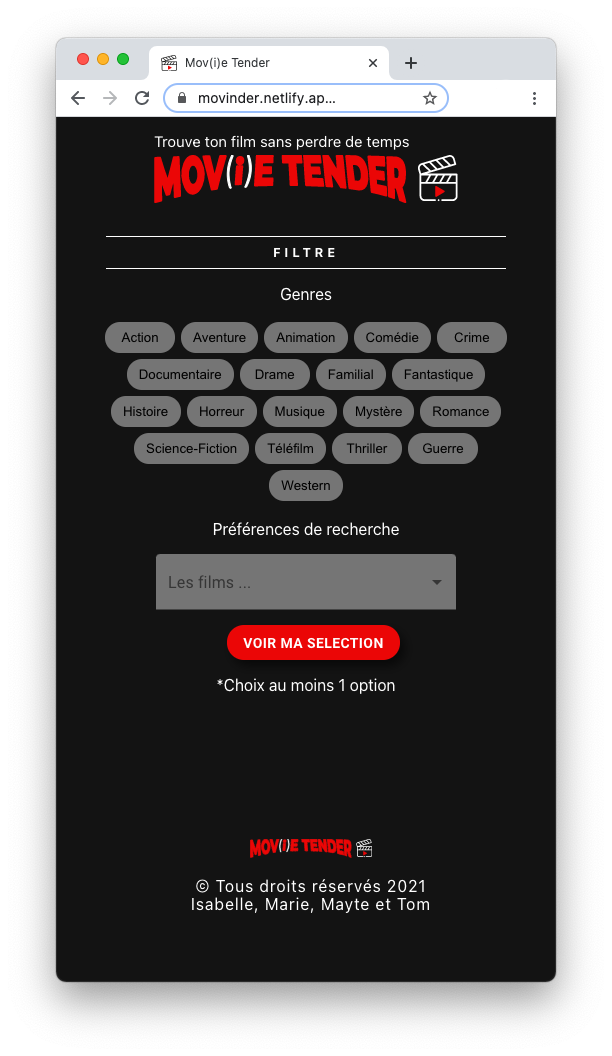 Mov(i)e Tender
movinder.netlify.ap...
Trouve ton film sans perdre de temps
MOV(i)E TENDER
FILTRE
Genres
Action Aventure Animation Comédie Crime
Documentaire Drame Familial Fantastique
Histoire Horreur Musique Mystère Romance
Science-Fiction Téléfilm Thriller Guerre
Western
Préférences de recherche
Les films ...
VOIR MA SELECTION
*Choix au moins 1 option
MOV(i)E TENDER
© Tous droits réservés 2021
Isabelle, Marie, Mayte et Tom